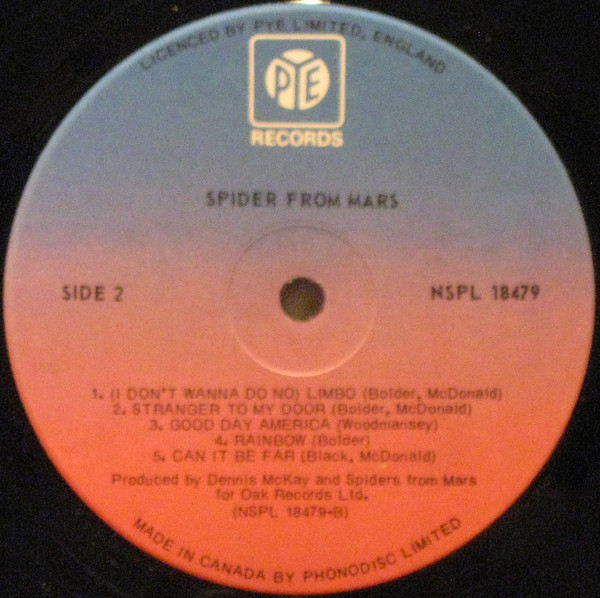 LICENCED BY PYE LIMITED, ENGLAND
PYE
RECORDS
SPIDER FROM MARS
SIDE 2
NSPL 18479
1. (I DON'T WANNA DO NO) LIMBO (Bolder, McDonald)
2. STRANGER TO MY DOOR (Bolder, McDonald)
3. GOOD DAY AMERICA (Woodmansey)
4. RAINBOW (Bolder)
5. CAN IT BE FAR (Black, McDonald)
Produced by Dennis McKay and Spiders from Mars
for Oak Records Ltd.
(NSPL 18479-B)
MADE IN CANADA BY PHONODISC LIMITED